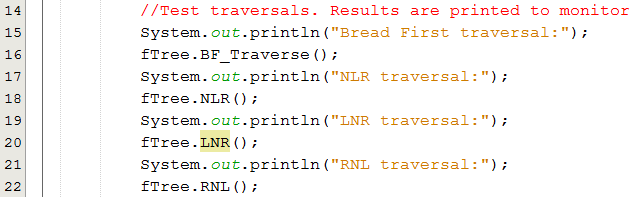 14 //Test traversals. Results are printed to monitor
15 System.out.println("Bread First traversal:");
16 fTree.BF_Traverse();
17 System.out.println("NLR traversal:");
18 fTree.NLR();
19 System.out.println("LNR traversal:");
20 fTree.LNR();
21 System.out.println("RNL traversal:");
22 fTree.RNL();